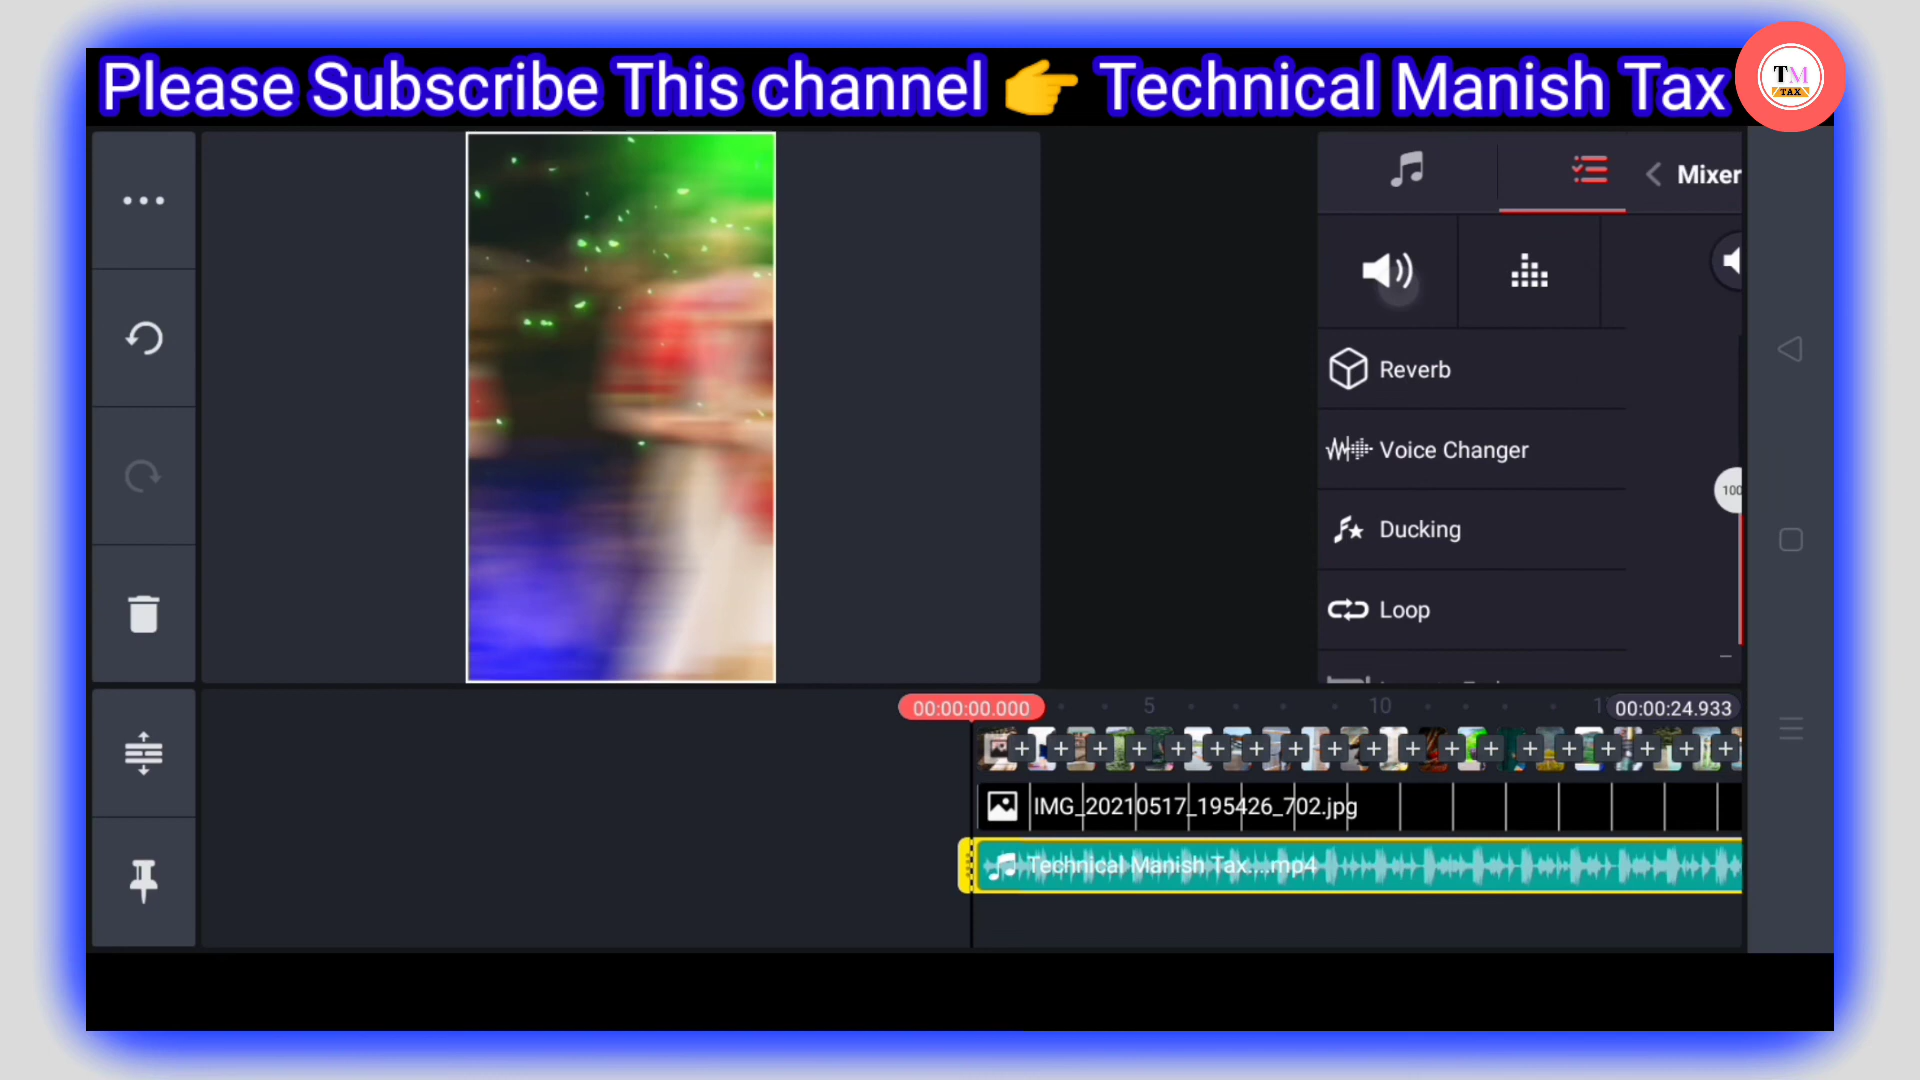 Please Subscribe This channel 👉 Technical Manish Tax
TM
TAX
Mixer
Reverb
Voice Changer
100
Ducking
Loop
00:00:00.000
5
10
00:00:24.933
IMG_20210517_195426_702.jpg
Technical Manish Tax....mp4